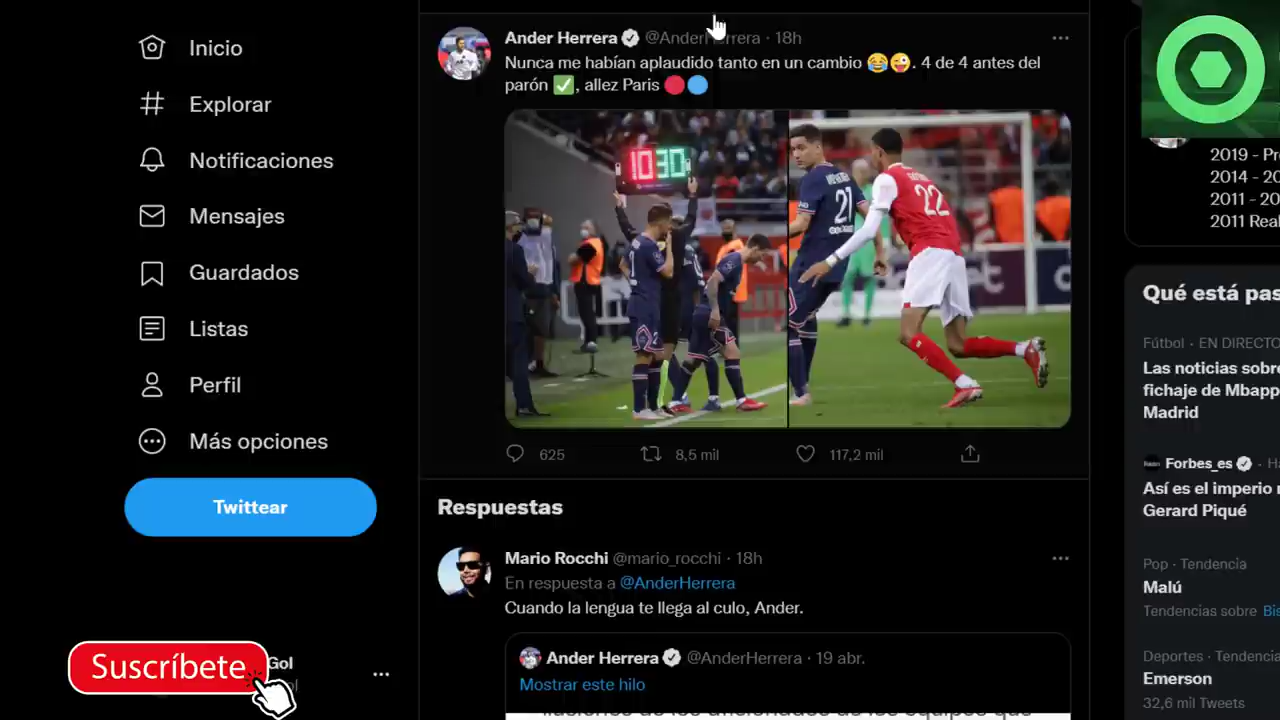 Inicio
Explorar
Notificaciones
Mensajes
Guardados
Listas
Perfil
Más opciones
Twittear
Suscríbete
Gol
Ander Herrera @AnderHerrera · 18h
Nunca me habían aplaudido tanto en un cambio 😂😜. 4 de 4 antes del
parón ✅, allez Paris 🔴🔵
10 30
21
22
625
8,5 mil
117,2 mil
Respuestas
Mario Rocchi @mario_rocchi · 18h
En respuesta a @AnderHerrera
Cuando la lengua te llega al culo, Ander.
Ander Herrera @AnderHerrera · 19 abr.
Mostrar este hilo
2019 - Pr
2014 - 20
2011 - 20
2011 Real
Qué está pas
Fútbol · EN DIRECTO
Las noticias sobre
fichaje de Mbapp
Madrid
Forbes_es · Ha
Así es el imperio
Gerard Piqué
Pop · Tendencia
Malú
Tendencias sobre Bis
Deportes · Tendencia
Emerson
32,6 mil Tweets